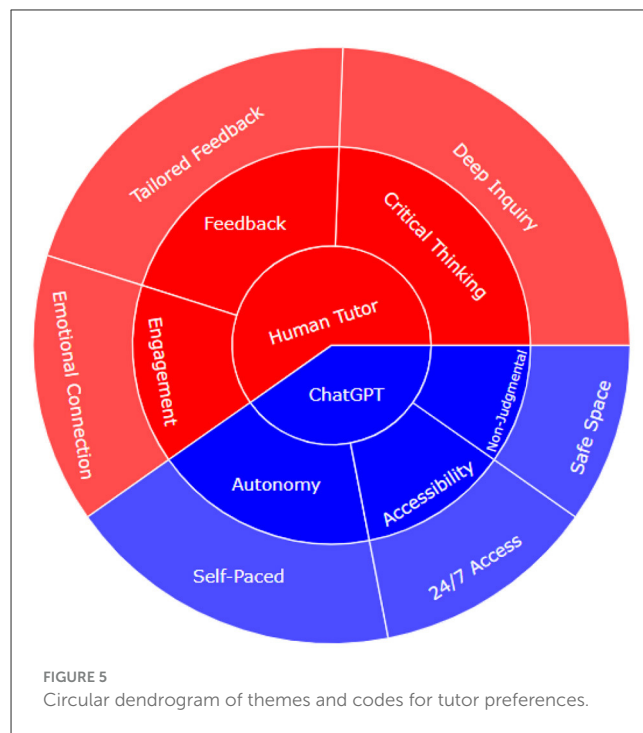 Tailored Feedback
Deep Inquiry
Feedback
Critical Thinking
Emotional Connection
Engagement
Human Tutor
ChatGPT
Non-Judgmental
Safe Space
Autonomy
Accessibility
Self-Paced
24/7 Access
FIGURE 5
Circular dendrogram of themes and codes for tutor preferences.